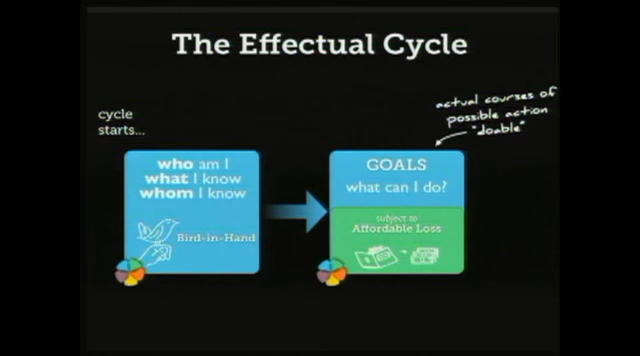 The Effectual Cycle
cycle
starts...
actual courses of
possible action
"doable"
who am I
what I know
whom I know
Bird-in-Hand
GOALS
what can I do?
subject to
Affordable Loss